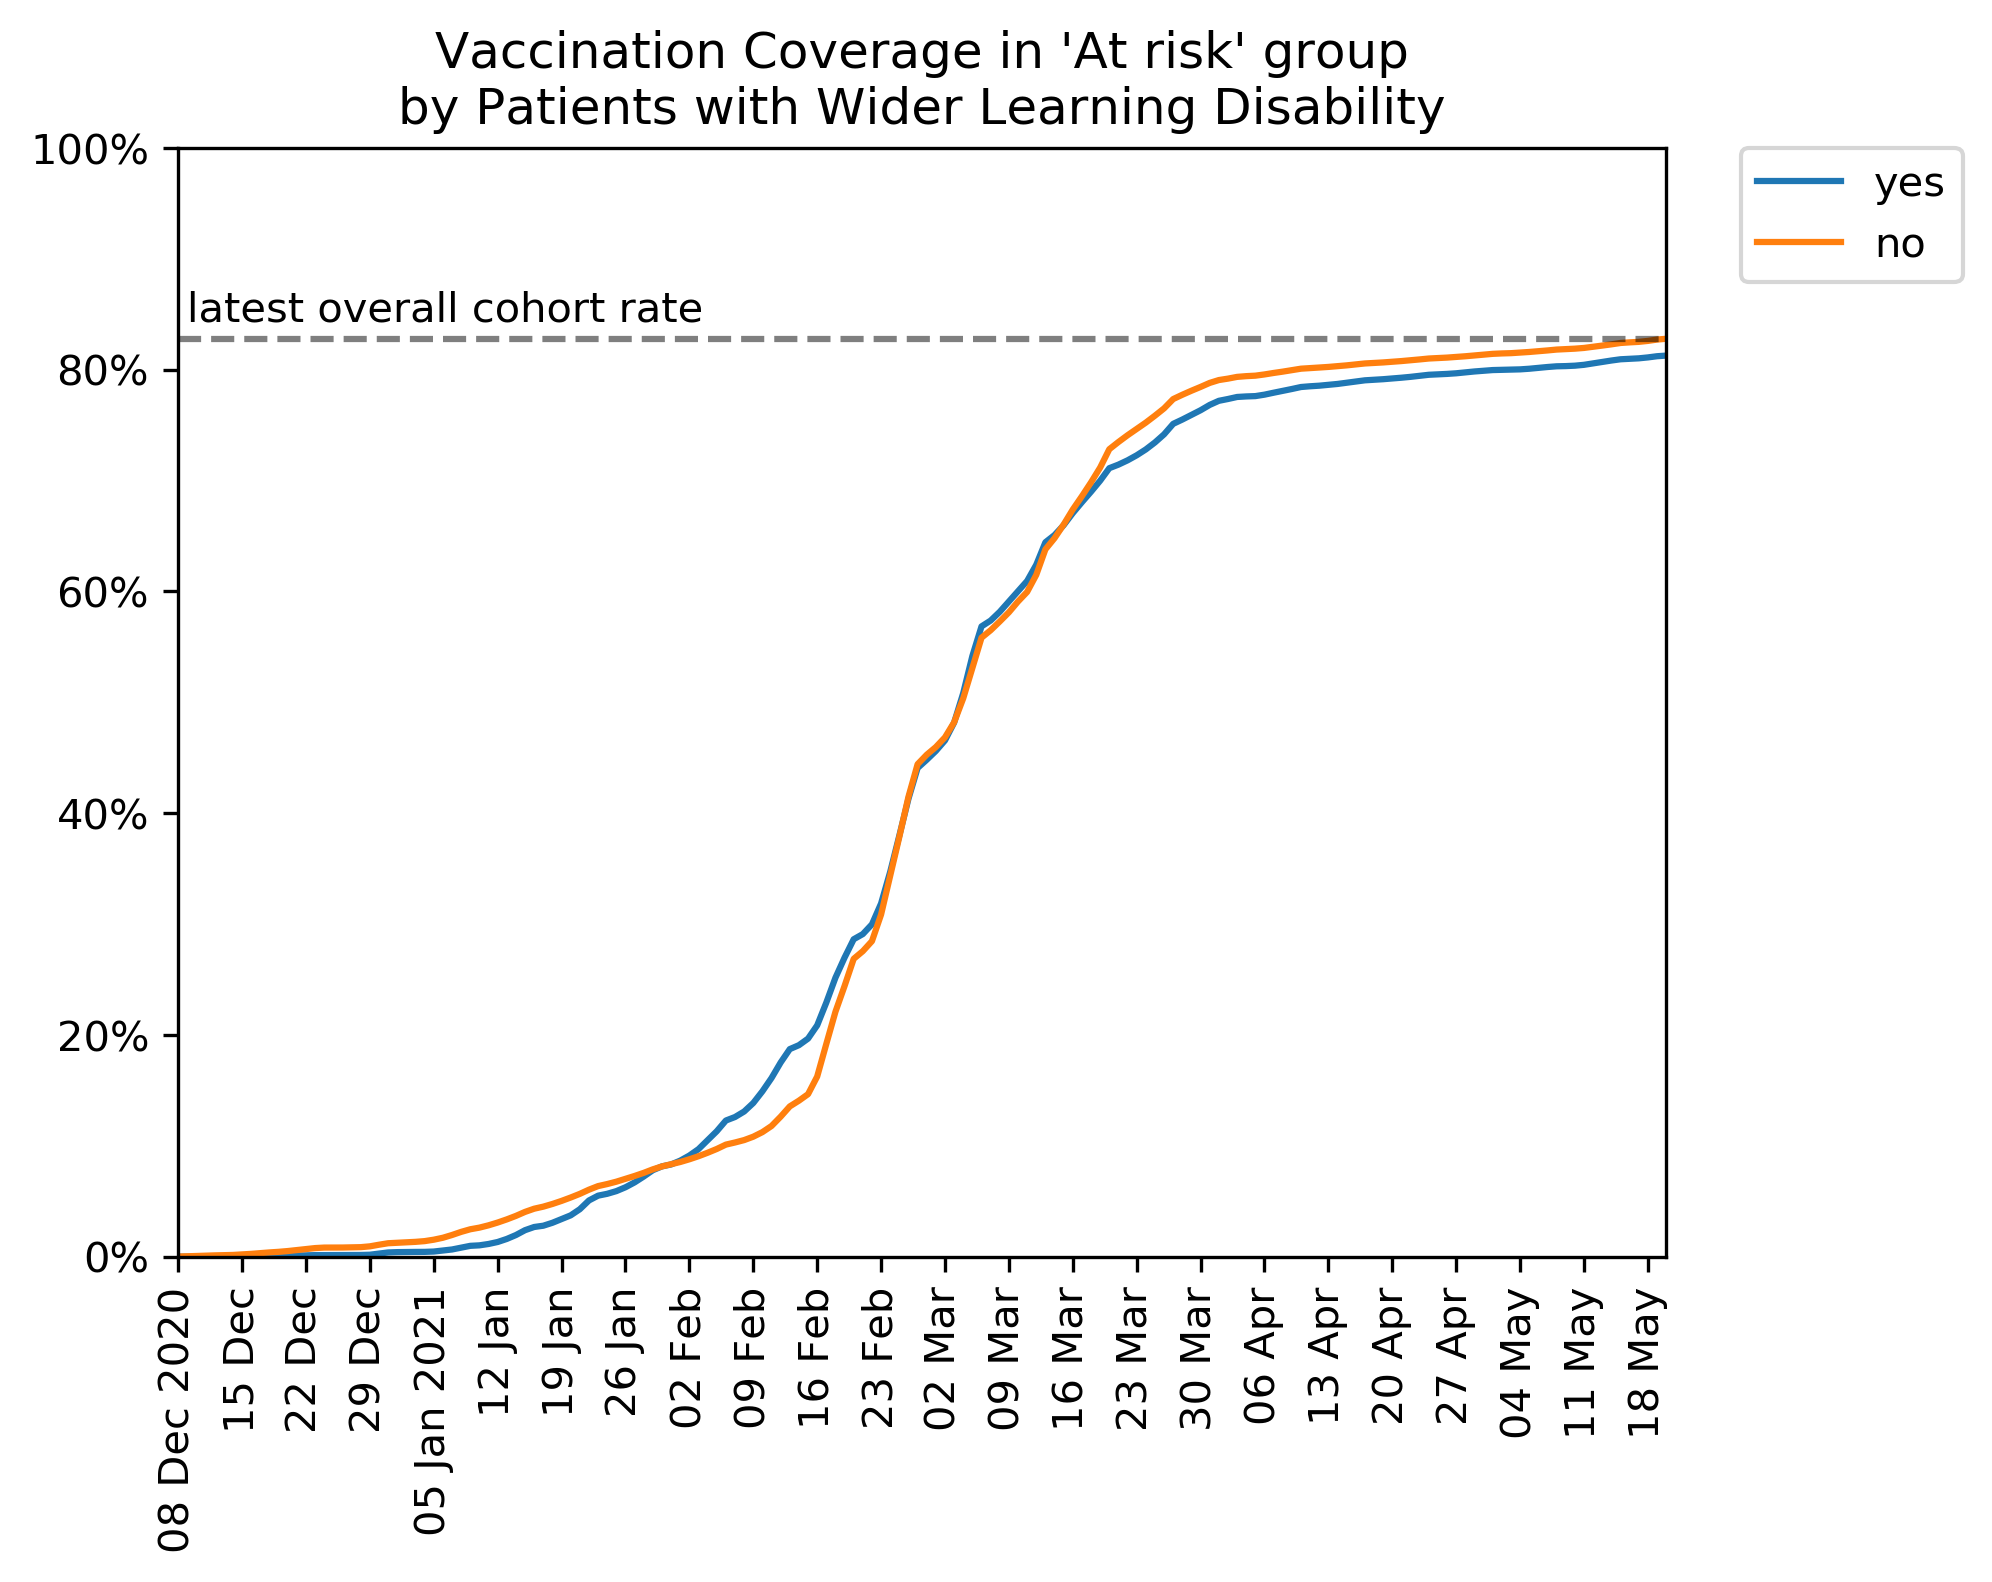 Vaccination Coverage in 'At risk' group
by Patients with Wider Learning Disability
100%
80%
60%
40%
20%
0%
latest overall cohort rate
yes
no
08 Dec 2020
15 Dec
22 Dec
29 Dec
05 Jan 2021
12 Jan
19 Jan
26 Jan
02 Feb
09 Feb
16 Feb
23 Feb
02 Mar
09 Mar
16 Mar
23 Mar
30 Mar
06 Apr
13 Apr
20 Apr
27 Apr
04 May
11 May
18 May